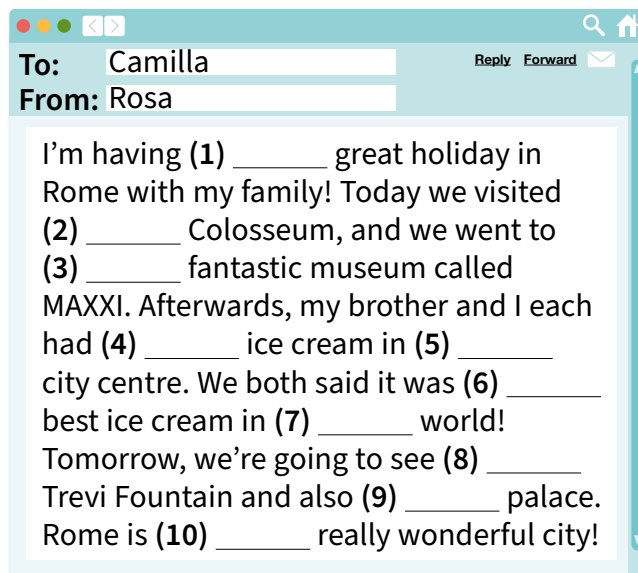 To: Camilla
Reply Forward
From: Rosa
I'm having (1) ______ great holiday in
Rome with my family! Today we visited
(2) ______ Colosseum, and we went to
(3) ______ fantastic museum called
MAXXI. Afterwards, my brother and I each
had (4) ______ ice cream in (5) ______
city centre. We both said it was (6) ______
best ice cream in (7) ______ world!
Tomorrow, we're going to see (8) ______
Trevi Fountain and also (9) ______ palace.
Rome is (10) ______ really wonderful city!